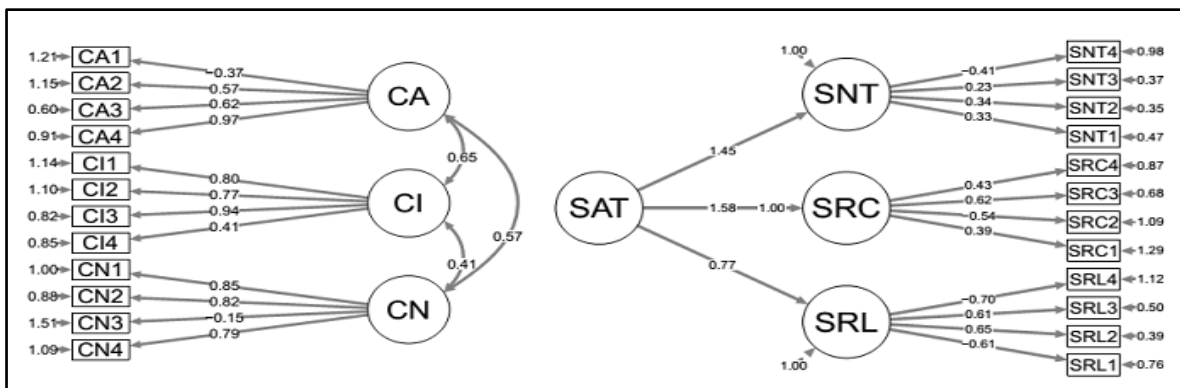 1.21 CA1
-0.37
1.15 CA2
0.57
CA
0.60 CA3
0.62
0.91 CA4
0.97
0.65
1.14 CI1
0.80
1.10 CI2
0.77
CI
0.82 CI3
0.94
0.85 CI4
0.41
0.57
0.41
1.00 CN1
0.85
0.88 CN2
0.82
CN
1.51 CN3
-0.15
1.09 CN4
0.79
SAT
1.45
1.58
1.00
0.77
1.00
SNT
-0.41
SNT4 0.98
0.23
SNT3 0.37
0.34
SNT2 0.35
0.33
SNT1 0.47
SRC
0.43
SRC4 0.87
0.62
SRC3 0.68
-0.54
SRC2 1.09
0.39
SRC1 1.29
SRL
1.00
-0.70
SRL4 1.12
0.61
SRL3 0.50
0.65
SRL2 0.39
-0.61
SRL1 0.76